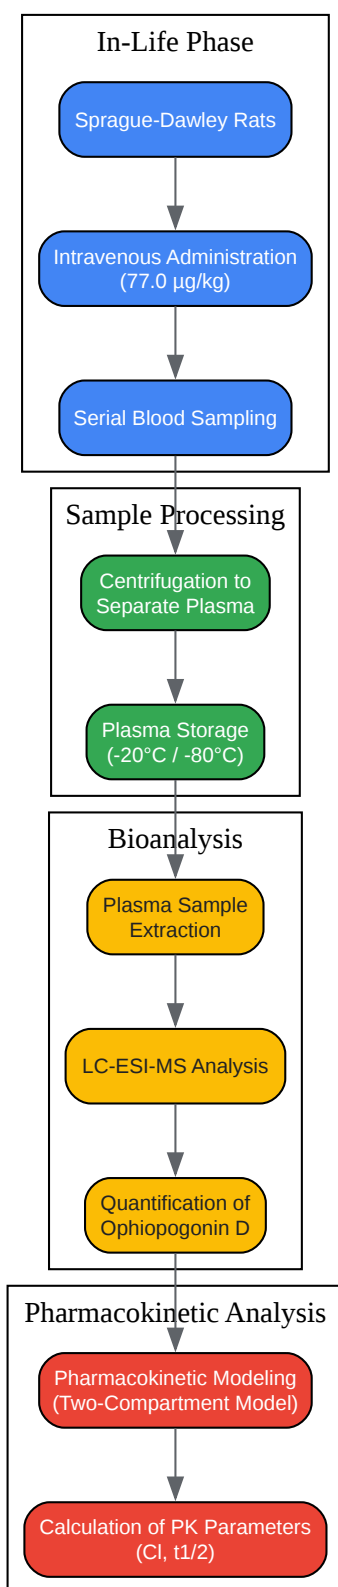 In-Life Phase
Sprague-Dawley Rats
Intravenous Administration
(77.0 µg/kg)
Serial Blood Sampling
Sample Processing
Centrifugation to
Separate Plasma
Plasma Storage
(-20°C / -80°C)
Bioanalysis
Plasma Sample
Extraction
LC-ESI-MS Analysis
Quantification of
Ophiopogonin D
Pharmacokinetic Analysis
Pharmacokinetic Modeling
(Two-Compartment Model)
Calculation of PK Parameters
(Cl, t1/2)